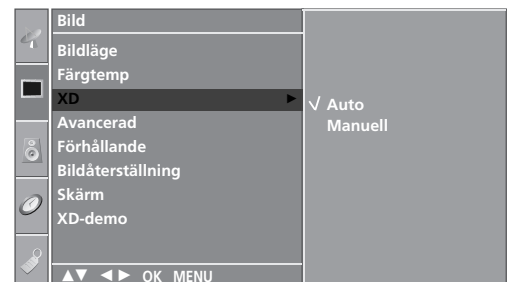 Bild
Bildläge
Färgtemp
XD ►
Avancerad
Förhållande
Bildåterställning
Skärm
XD-demo
√ Auto
Manuell
▲▼ ◄► OK MENU